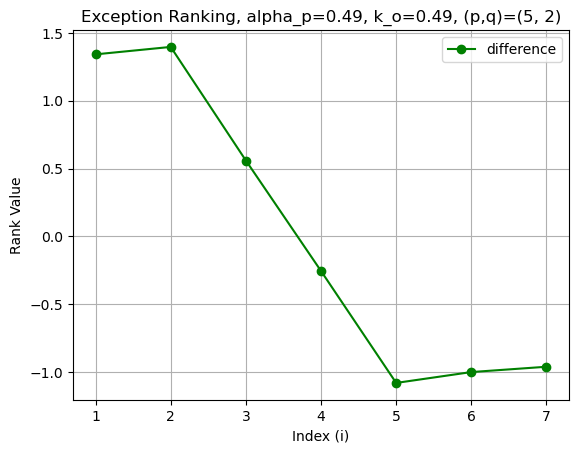 Exception Ranking, alpha_p=0.49, k_o=0.49, (p,q)=(5, 2)
difference
1.5
1.0
0.5
0.0
−0.5
−1.0
Rank Value
1 2 3 4 5 6 7
Index (i)